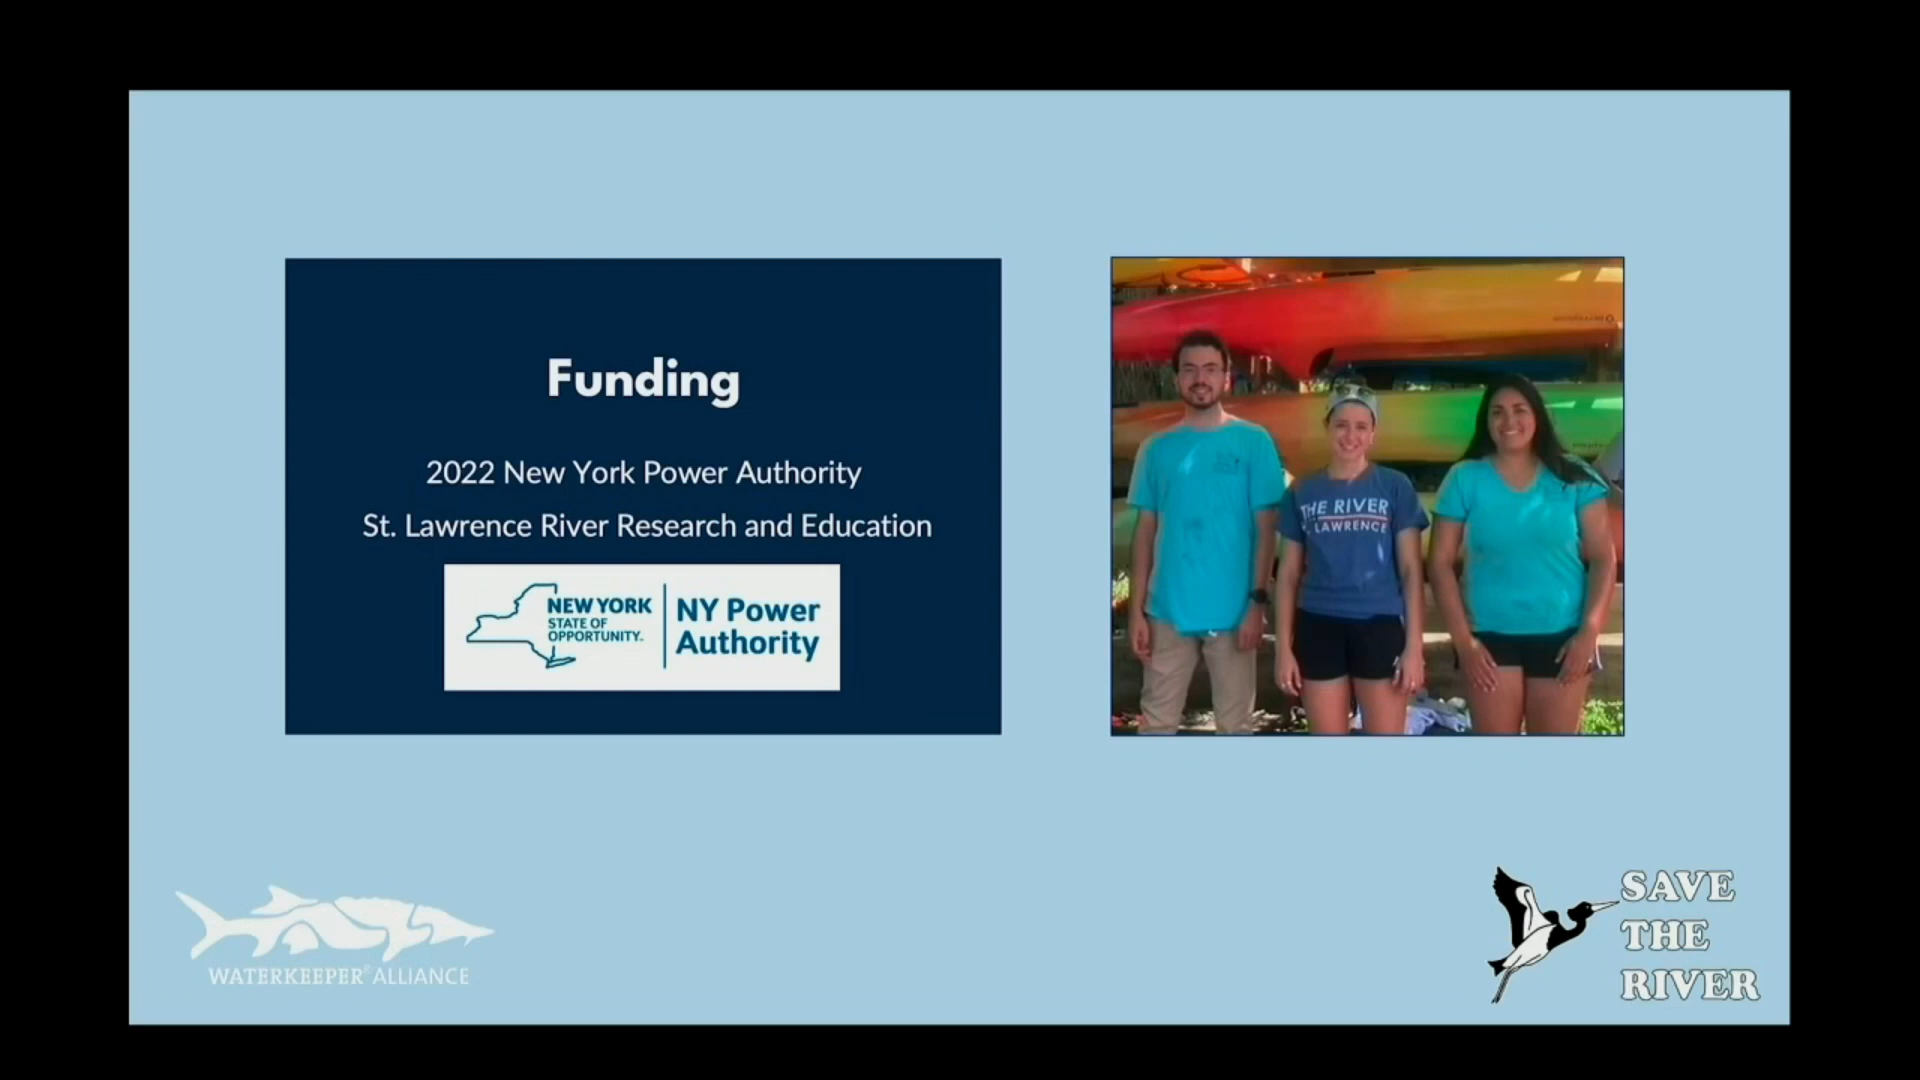 Funding
2022 New York Power Authority
St. Lawrence River Research and Education
NEW YORK
STATE OF
OPPORTUNITY.
NY Power
Authority
THE RIVER
LAWRENCE
WATERKEEPER® ALLIANCE
SAVE
THE
RIVER